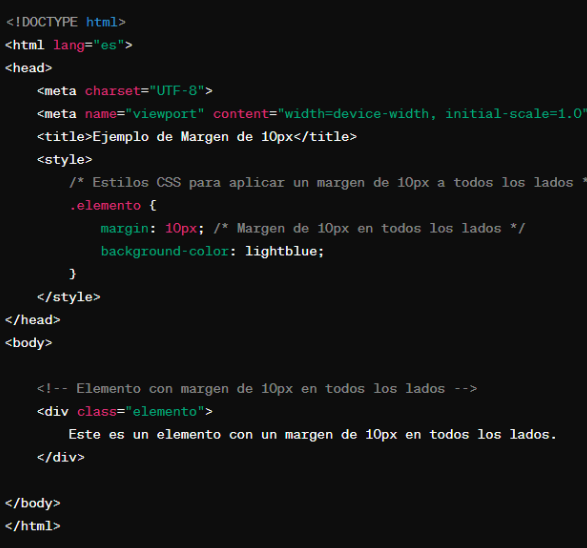 <!DOCTYPE html>
<html lang="es">
<head>
<meta charset="UTF-8">
<meta name="viewport" content="width=device-width, initial-scale=1.0"
<title>Ejemplo de Margen de 10px</title>
<style>
/* Estilos CSS para aplicar un margen de 10px a todos los lados *
.elemento {
margin: 10px; /* Margen de 10px en todos los lados */
background-color: lightblue;
}
</style>
</head>
<body>
<!-- Elemento con margen de 10px en todos los lados -->
<div class="elemento">
Este es un elemento con un margen de 10px en todos los lados.
</div>
</body>
</html>